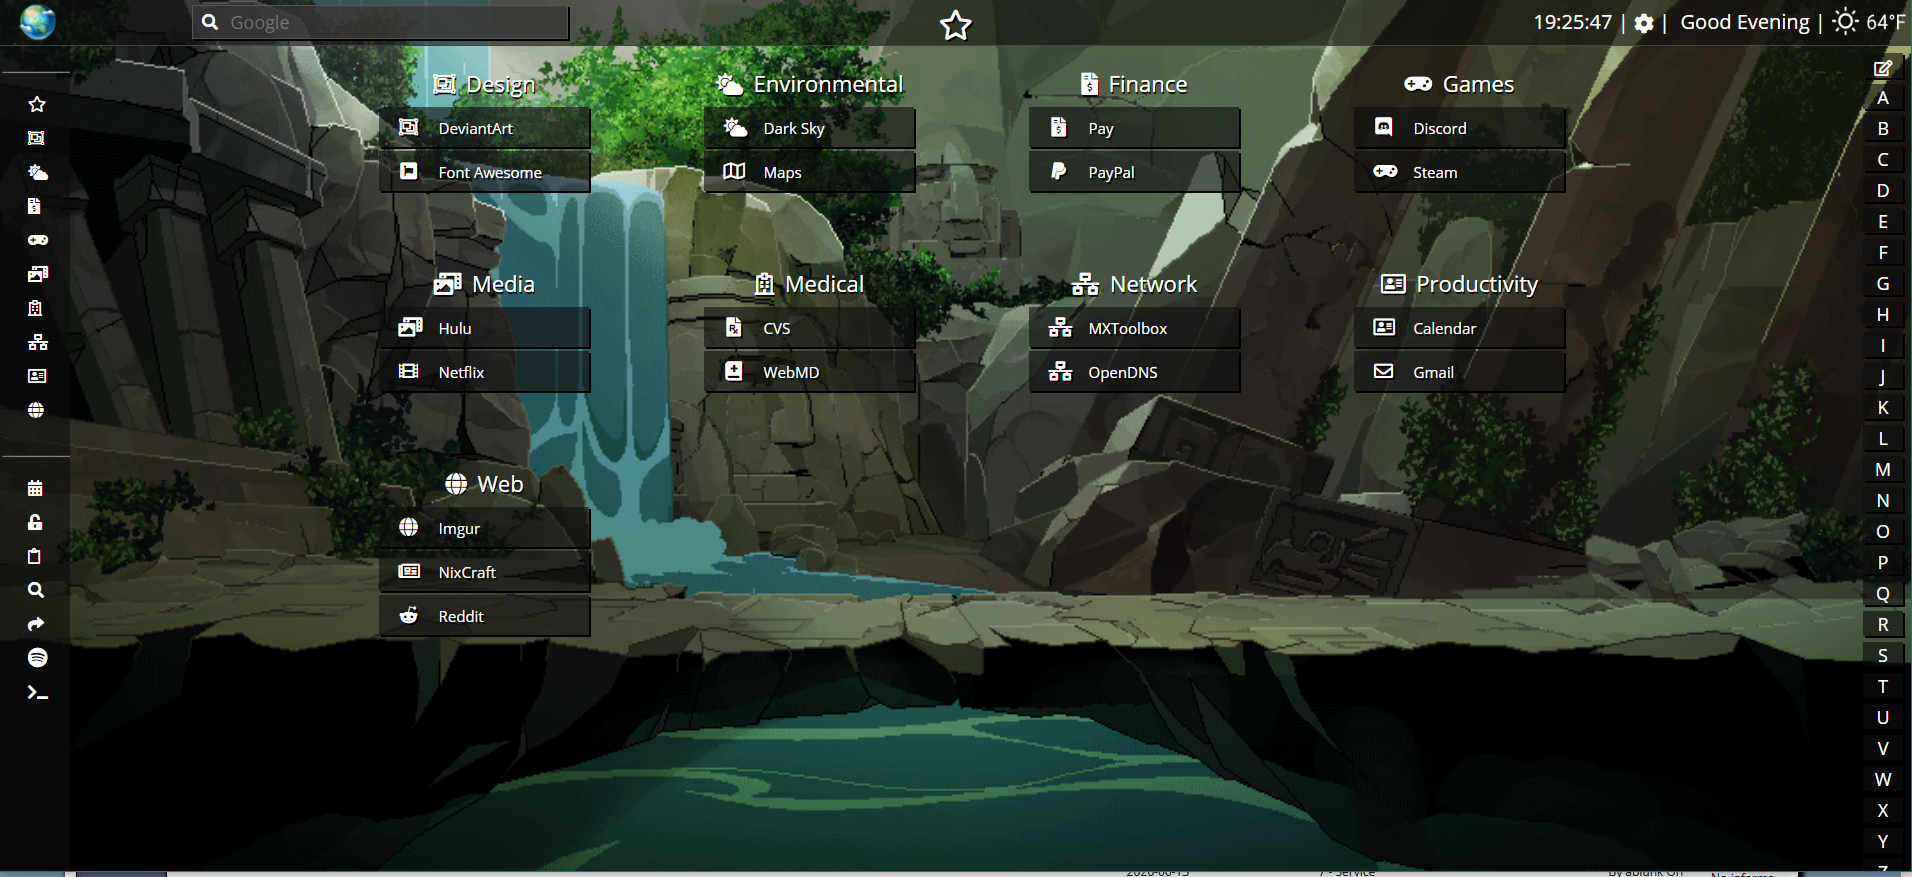 Google
19:25:47 | | Good Evening | 64°F
Design
DeviantArt
Font Awesome
Environmental
Dark Sky
Maps
Finance
Pay
PayPal
Games
Discord
Steam
Media
Hulu
Netflix
Medical
CVS
WebMD
Network
MXToolbox
OpenDNS
Productivity
Calendar
Gmail
Web
Imgur
NixCraft
Reddit
A
B
C
D
E
F
G
H
I
J
K
L
M
N
O
P
Q
R
S
T
U
V
W
X
Y